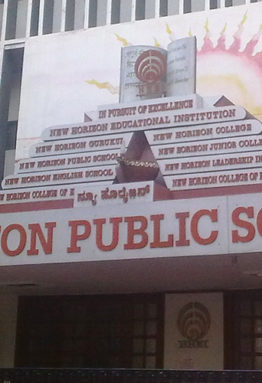 IN PURSUIT OF EXCELLENCE
NEW HORIZON EDUCATIONAL INSTITUTION
NEW HORIZON GURUKUL
NEW HORIZON COLLEGE
NEW HORIZON PUBLIC SCHOOL
NEW HORIZON JUNIOR COLLE
NEW HORIZON ENGLISH SCHOOL
NEW HORIZON LEADERSHIP IN
NEW HORIZON COLLEGE OF E
NEW HORIZON COLLEGE OF
ನ್ಯೂ ಹೊರೈಜನ್
ON PUBLIC SC